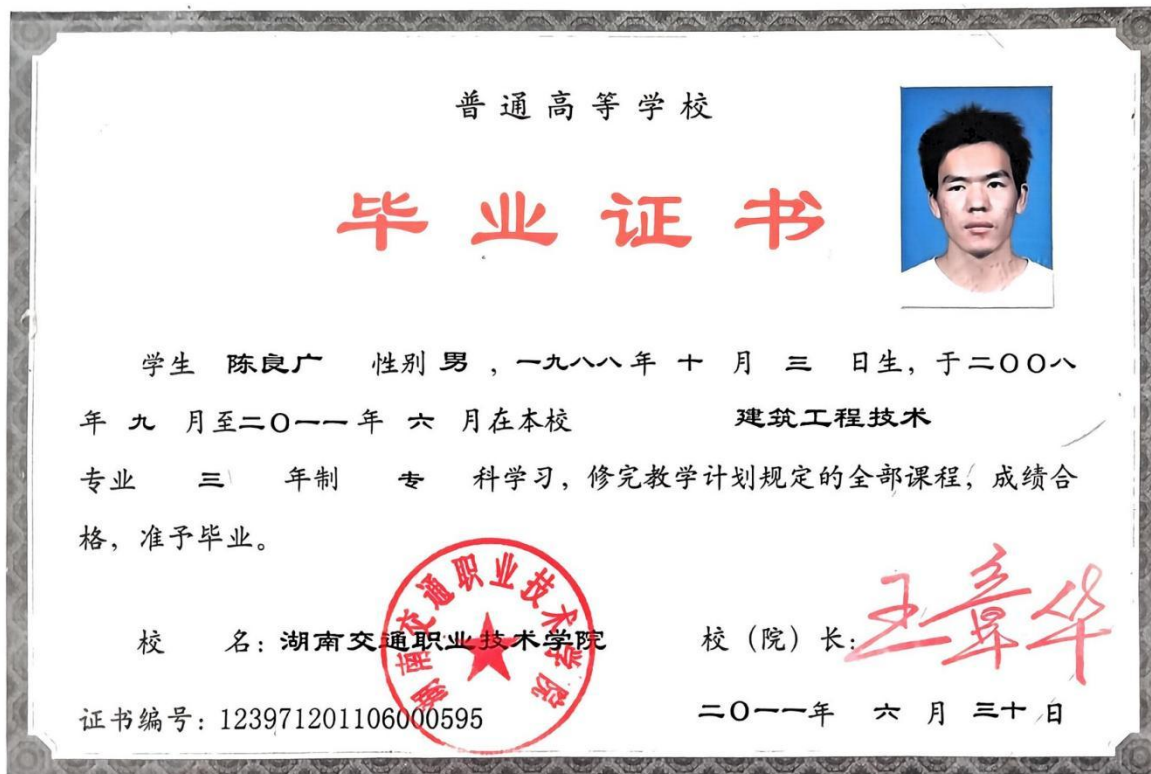 普通高等学校
毕业证书
学生 陈良广 性别 男 ，一九八八年 十 月 三 日生，于二〇〇八
年 九 月至二〇一一年 六 月在本校 建筑工程技术
专业 三 年制 专 科学习，修完教学计划规定的全部课程，成绩合
格，准予毕业。
湖南交通职业技术学院
校 名：湖南交通职业技术学院 校（院）长：王章华
证书编号：123971201106000595 二〇一一年 六 月 三十 日